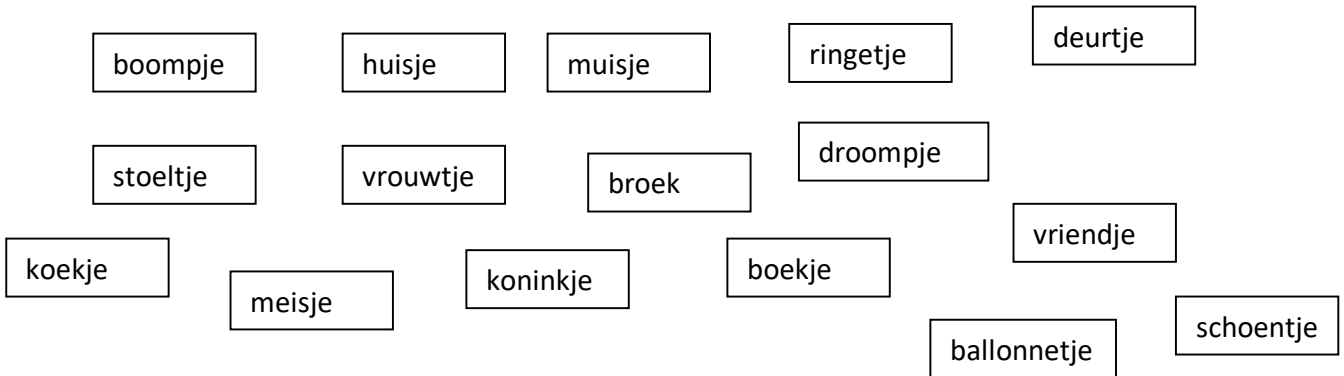 boompje
huisje
muisje
ringetje
deurtje
stoeltje
vrouwtje
broek
droompje
vriendje
koekje
meisje
koninkje
boekje
ballonnetje
schoentje